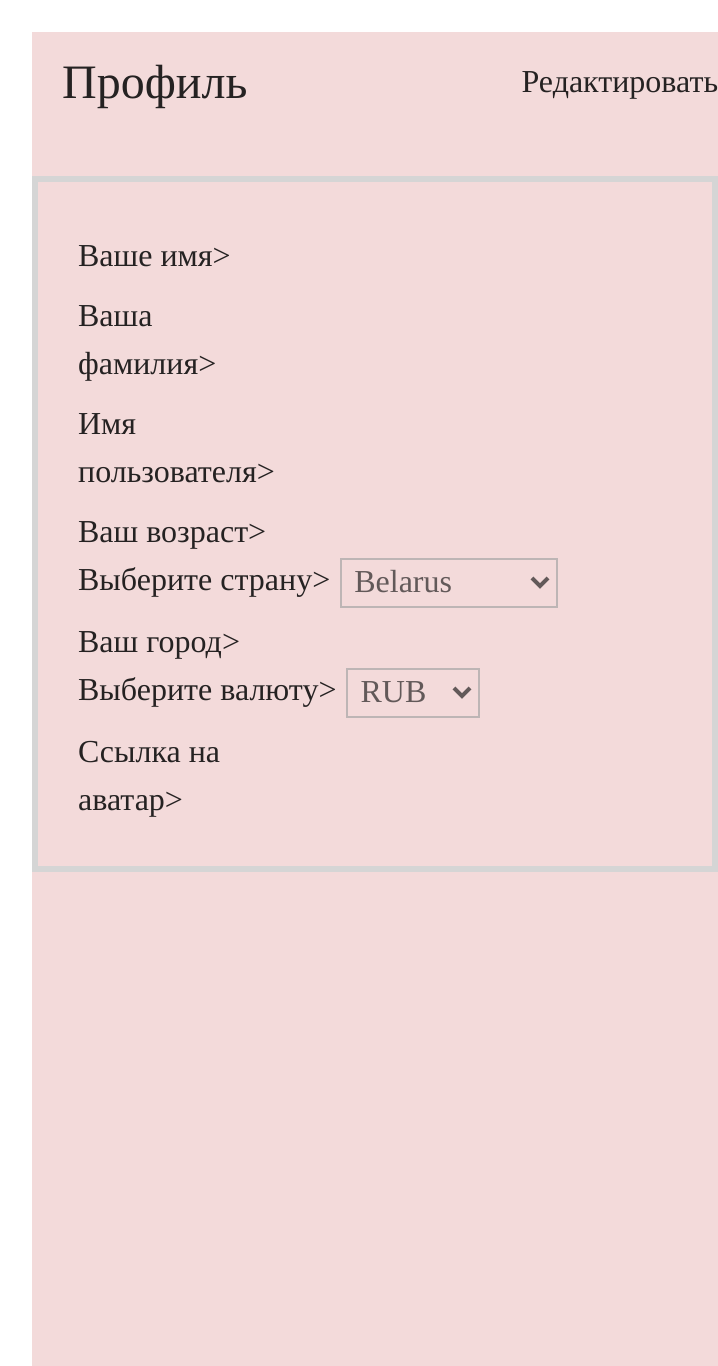 Профиль
Редактировать
Ваше имя>
Ваша
фамилия>
Имя
пользователя>
Ваш возраст>
Выберите страну> Belarus
Ваш город>
Выберите валюту> RUB
Ссылка на
аватар>